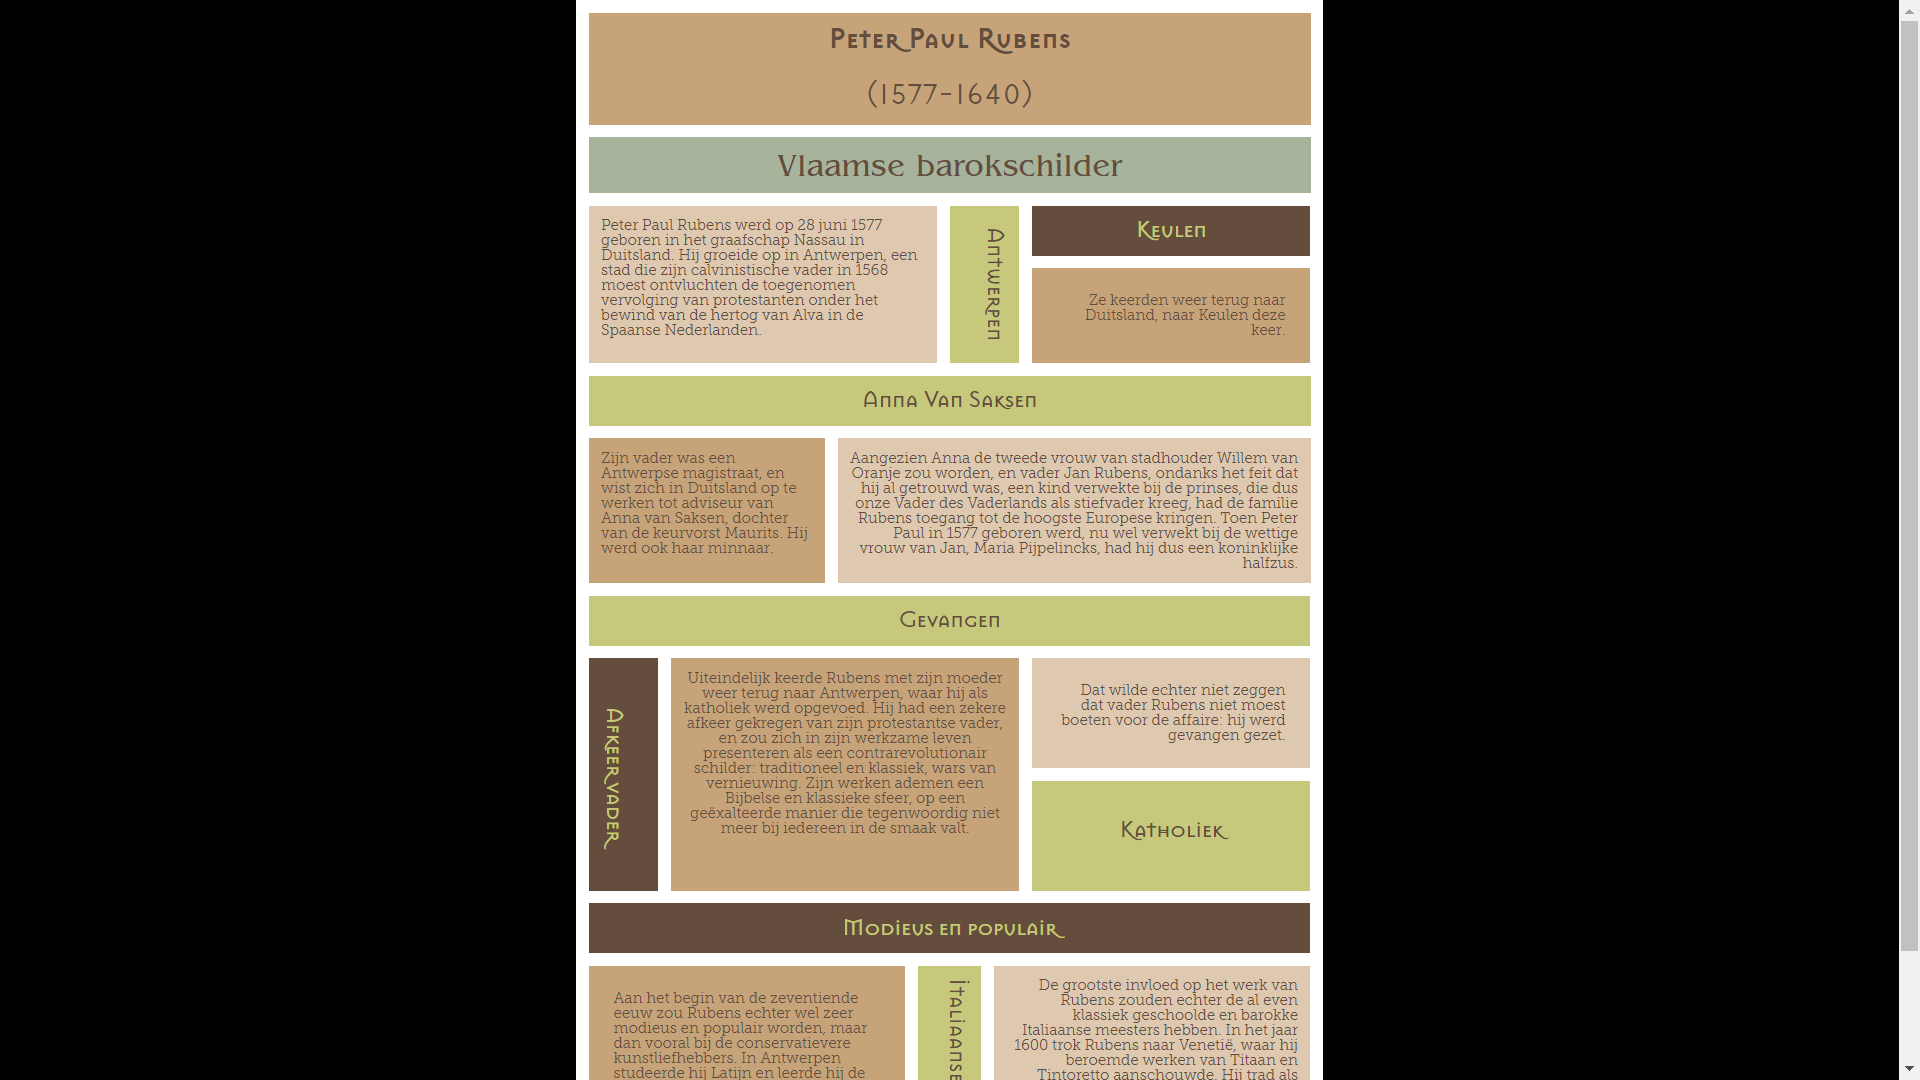 Peter Paul Rubens
(1577-1640)
Vlaamse barokschilder
Peter Paul Rubens werd op 28 juni 1577
geboren in het graafschap Nassau in
Duitsland. Hij groeide op in Antwerpen, een
stad die zijn calvinistische vader in 1568
moest ontvluchten de toegenomen
vervolging van protestanten onder het
bewind van de hertog van Alva in de
Spaanse Nederlanden.
Antwerpen
Keulen
Ze keerden weer terug naar
Duitsland, naar Keulen deze
keer.
Anna Van Saksen
Zijn vader was een
Antwerpse magistraat, en
wist zich in Duitsland op te
werken tot adviseur van
Anna van Saksen, dochter
van de keurvorst Maurits. Hij
werd ook haar minnaar.
Aangezien Anna de tweede vrouw van stadhouder Willem van
Oranje zou worden, en vader Jan Rubens, ondanks het feit dat
hij al getrouwd was, een kind verwekte bij de prinses, die dus
onze Vader des Vaderlands als stiefvader kreeg, had de familie
Rubens toegang tot de hoogste Europese kringen. Toen Peter
Paul in 1577 geboren werd, nu wel verwekt bij de wettige
vrouw van Jan, Maria Pijpelincks, had hij dus een koninklijke
halfzus.
Gevangen
Afkeer vader
Uiteindelijk keerde Rubens met zijn moeder
weer terug naar Antwerpen, waar hij als
katholiek werd opgevoed. Hij had een zekere
afkeer gekregen van zijn protestantse vader,
en zou zich in zijn werkzame leven
presenteren als een contrarevolutionair
schilder: traditioneel en klassiek, wars van
vernieuwing. Zijn werken ademen een
Bijbelse en klassieke sfeer, op een
geëxalteerde manier die tegenwoordig niet
meer bij iedereen in de smaak valt.
Dat wilde echter niet zeggen
dat vader Rubens niet moest
boeten voor de affaire: hij werd
gevangen gezet.
Katholiek
Modieus en populair
Aan het begin van de zeventiende
eeuw zou Rubens echter wel zeer
modieus en populair worden, maar
dan vooral bij de conservatievere
kunstliefhebbers. In Antwerpen
studeerde hij Latijn en leerde hij de
Italiaanse
De grootste invloed op het werk van
Rubens zouden echter de al even
klassiek geschoolde en barokke
Italiaanse meesters hebben. In het jaar
1600 trok Rubens naar Venetië, waar hij
beroemde werken van Titaan en
Tintoretto aanschouwde. Hij trad als